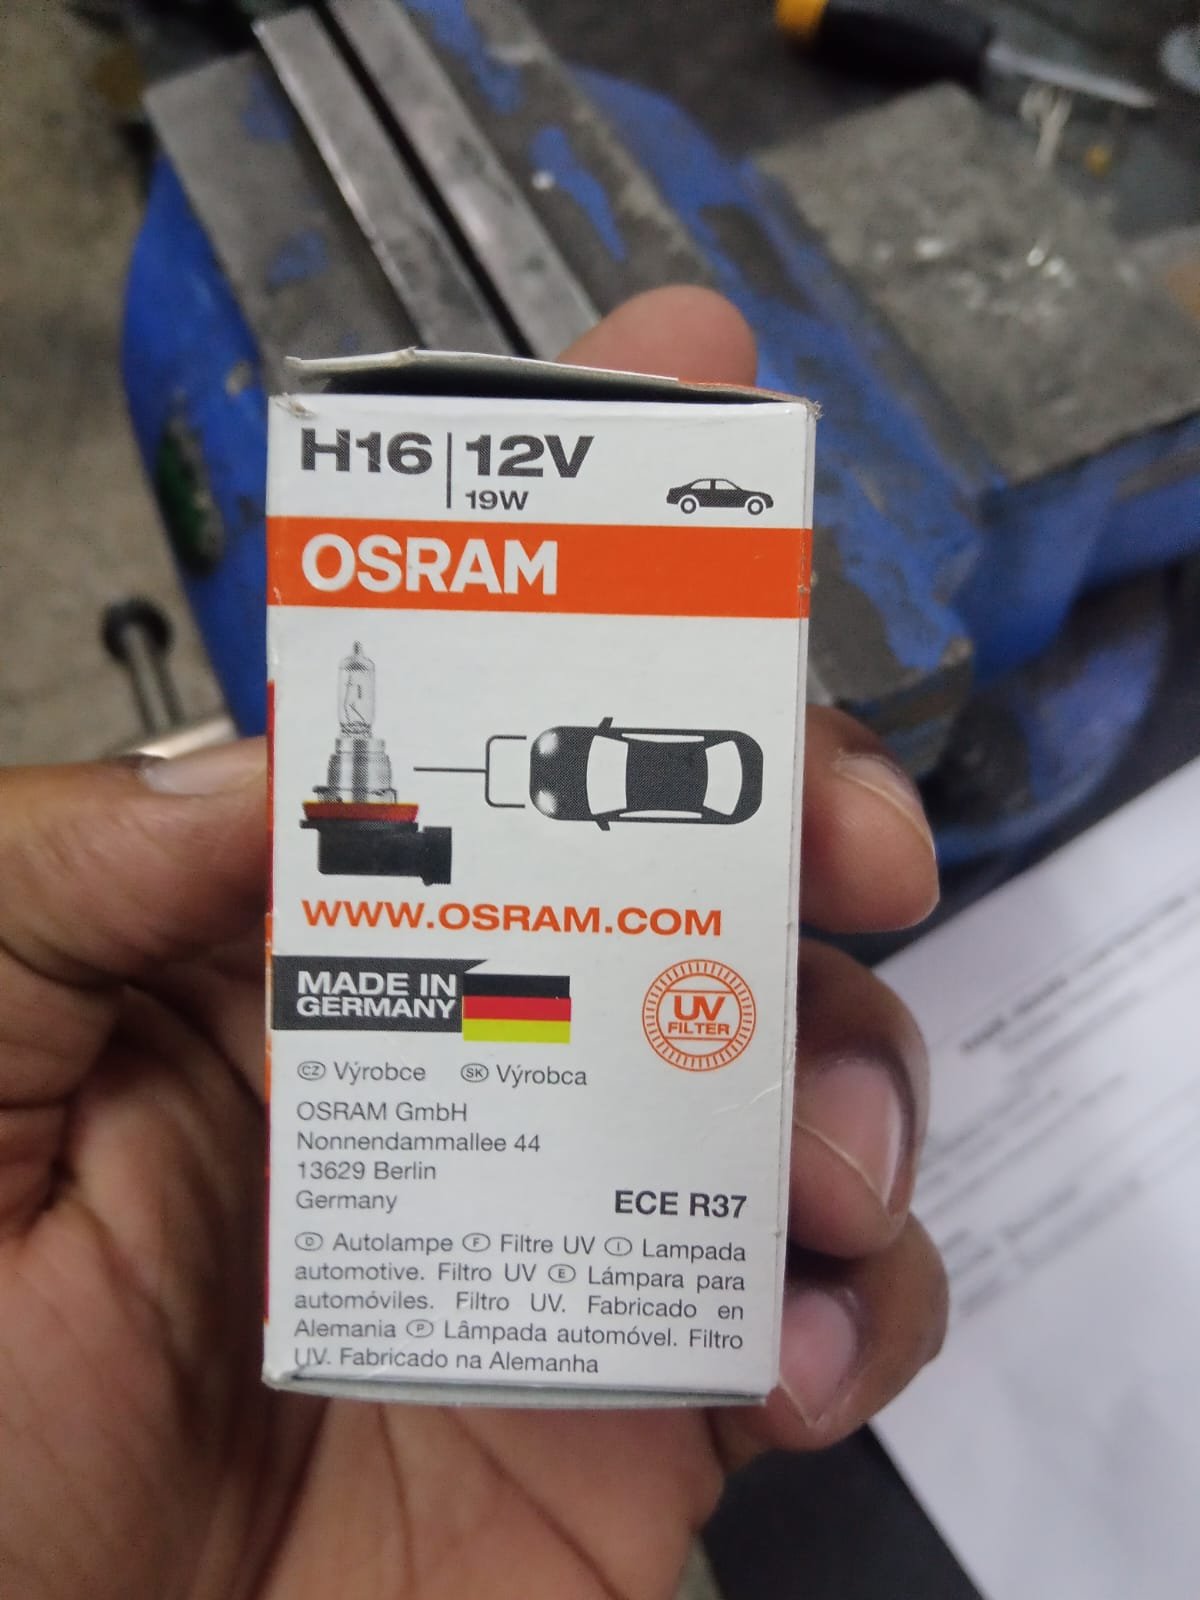 H16 12V
19W
OSRAM
WWW.OSRAM.COM
MADE IN
GERMANY
UV
FILTER
CZ Výrobce SK Výrobca
OSRAM GmbH
Nonnendammallee 44
13629 Berlin
Germany
ECE R37
D Autolampe F Filtre UV I Lampada
automotive. Filtro UV E Lámpara para
automóviles. Filtro UV. Fabricado en
Alemania P Lâmpada automóvel. Filtro
UV. Fabricado na Alemanha